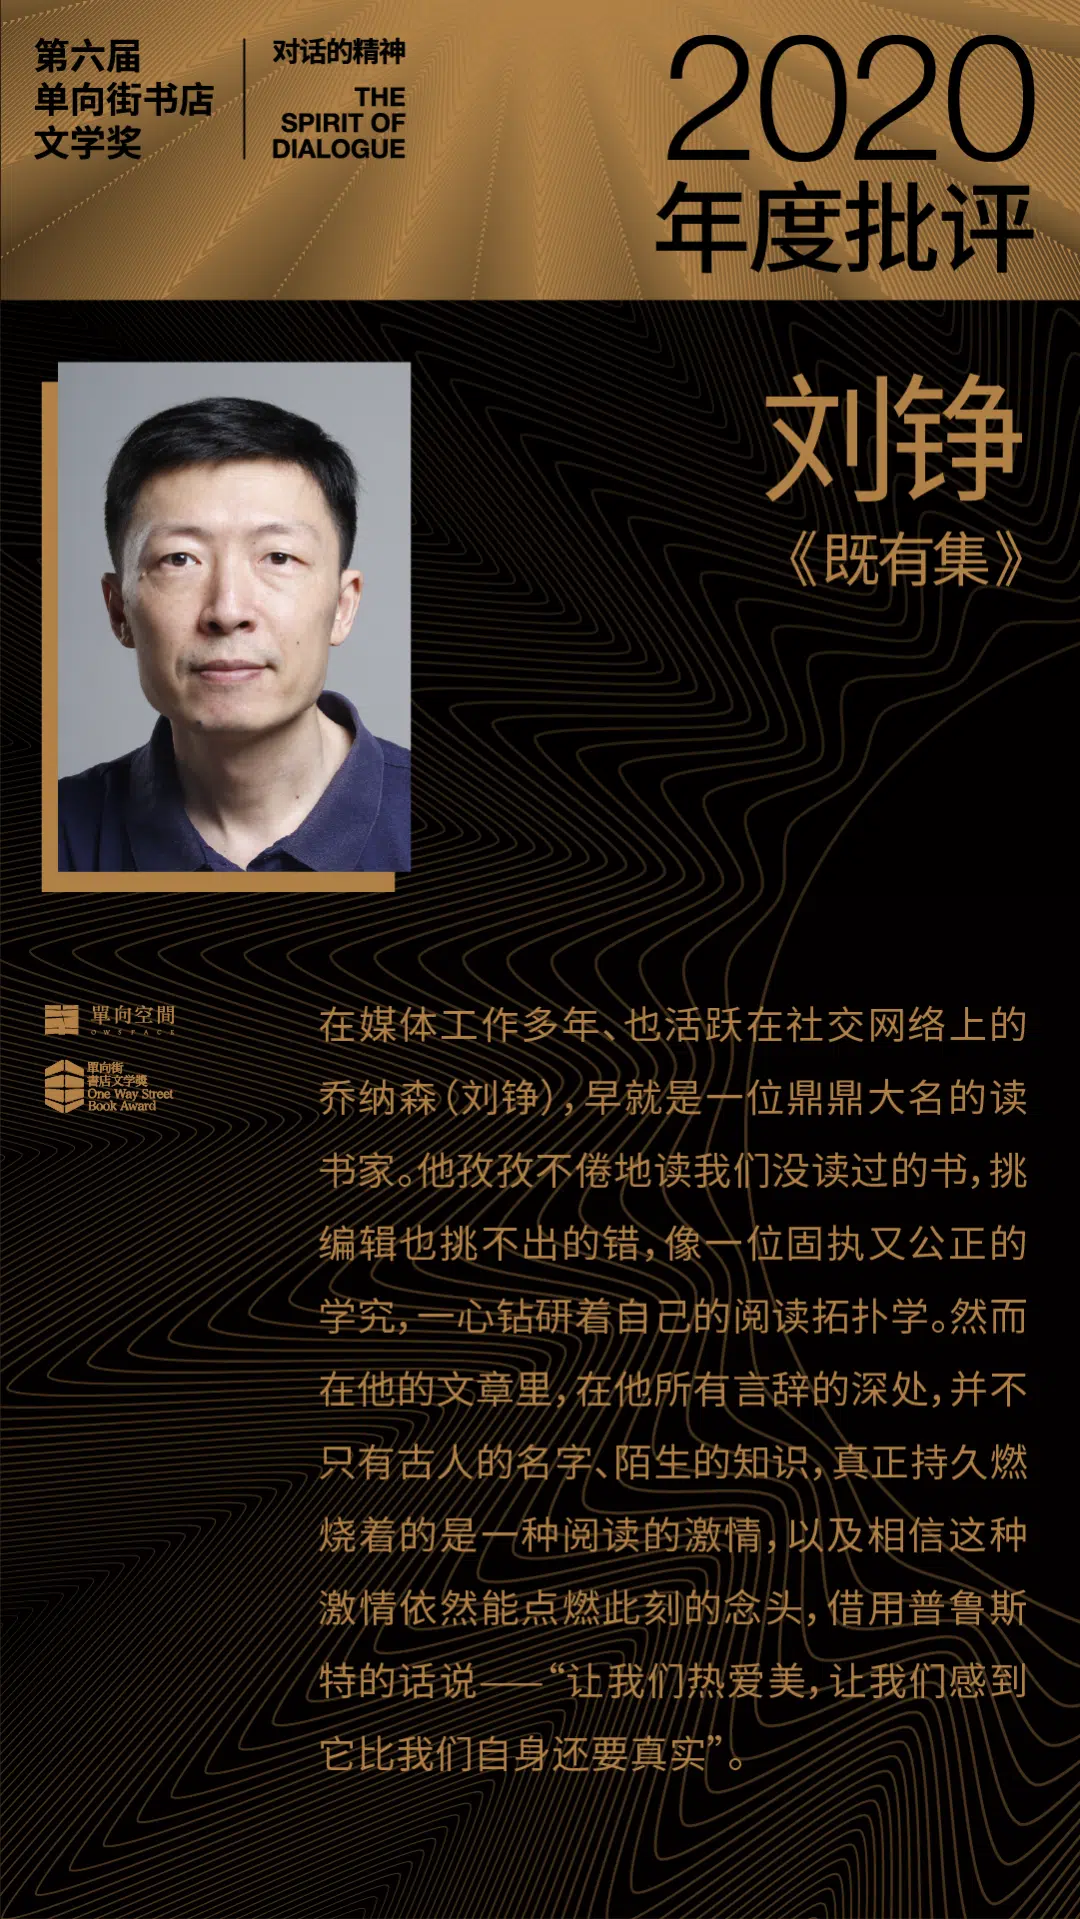 第六届
单向街书店
文学奖
对话的精神
THE
SPIRIT OF
DIALOGUE
2020
年度批评
刘铮
《既有集》
單向空間
OWSPACE
單向街
書店文学獎
One Way Street
Book Award
在媒体工作多年、也活跃在社交网络上的
乔纳森（刘铮），早就是一位鼎鼎大名的读
书家。他孜孜不倦地读我们没读过的书，挑
编辑也挑不出的错，像一位固执又公正的
学究，一心钻研着自己的阅读拓扑学。然而
在他的文章里，在他所有言辞的深处，并不
只有古人的名字、陌生的知识，真正持久燃
烧着的是一种阅读的激情，以及相信这种
激情依然能点燃此刻的念头，借用普鲁斯
特的话说——“让我们热爱美，让我们感到
它比我们自身还要真实”。